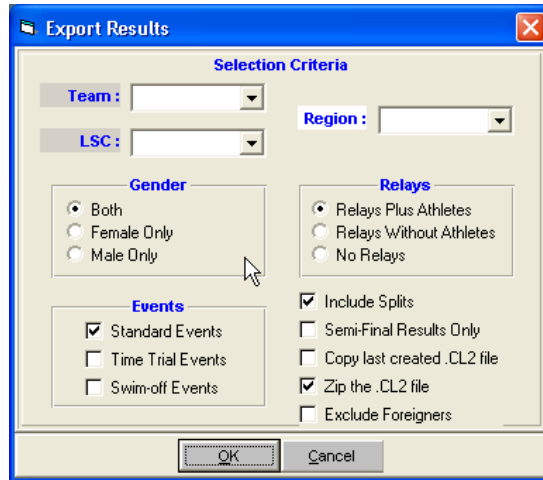 Export Results
Selection Criteria
Team :
Region :
LSC :
Gender
Both
Female Only
Male Only
Relays
Relays Plus Athletes
Relays Without Athletes
No Relays
Events
Standard Events
Time Trial Events
Swim-off Events
Include Splits
Semi-Final Results Only
Copy last created .CL2 file
Zip the .CL2 file
Exclude Foreigners
OK
Cancel